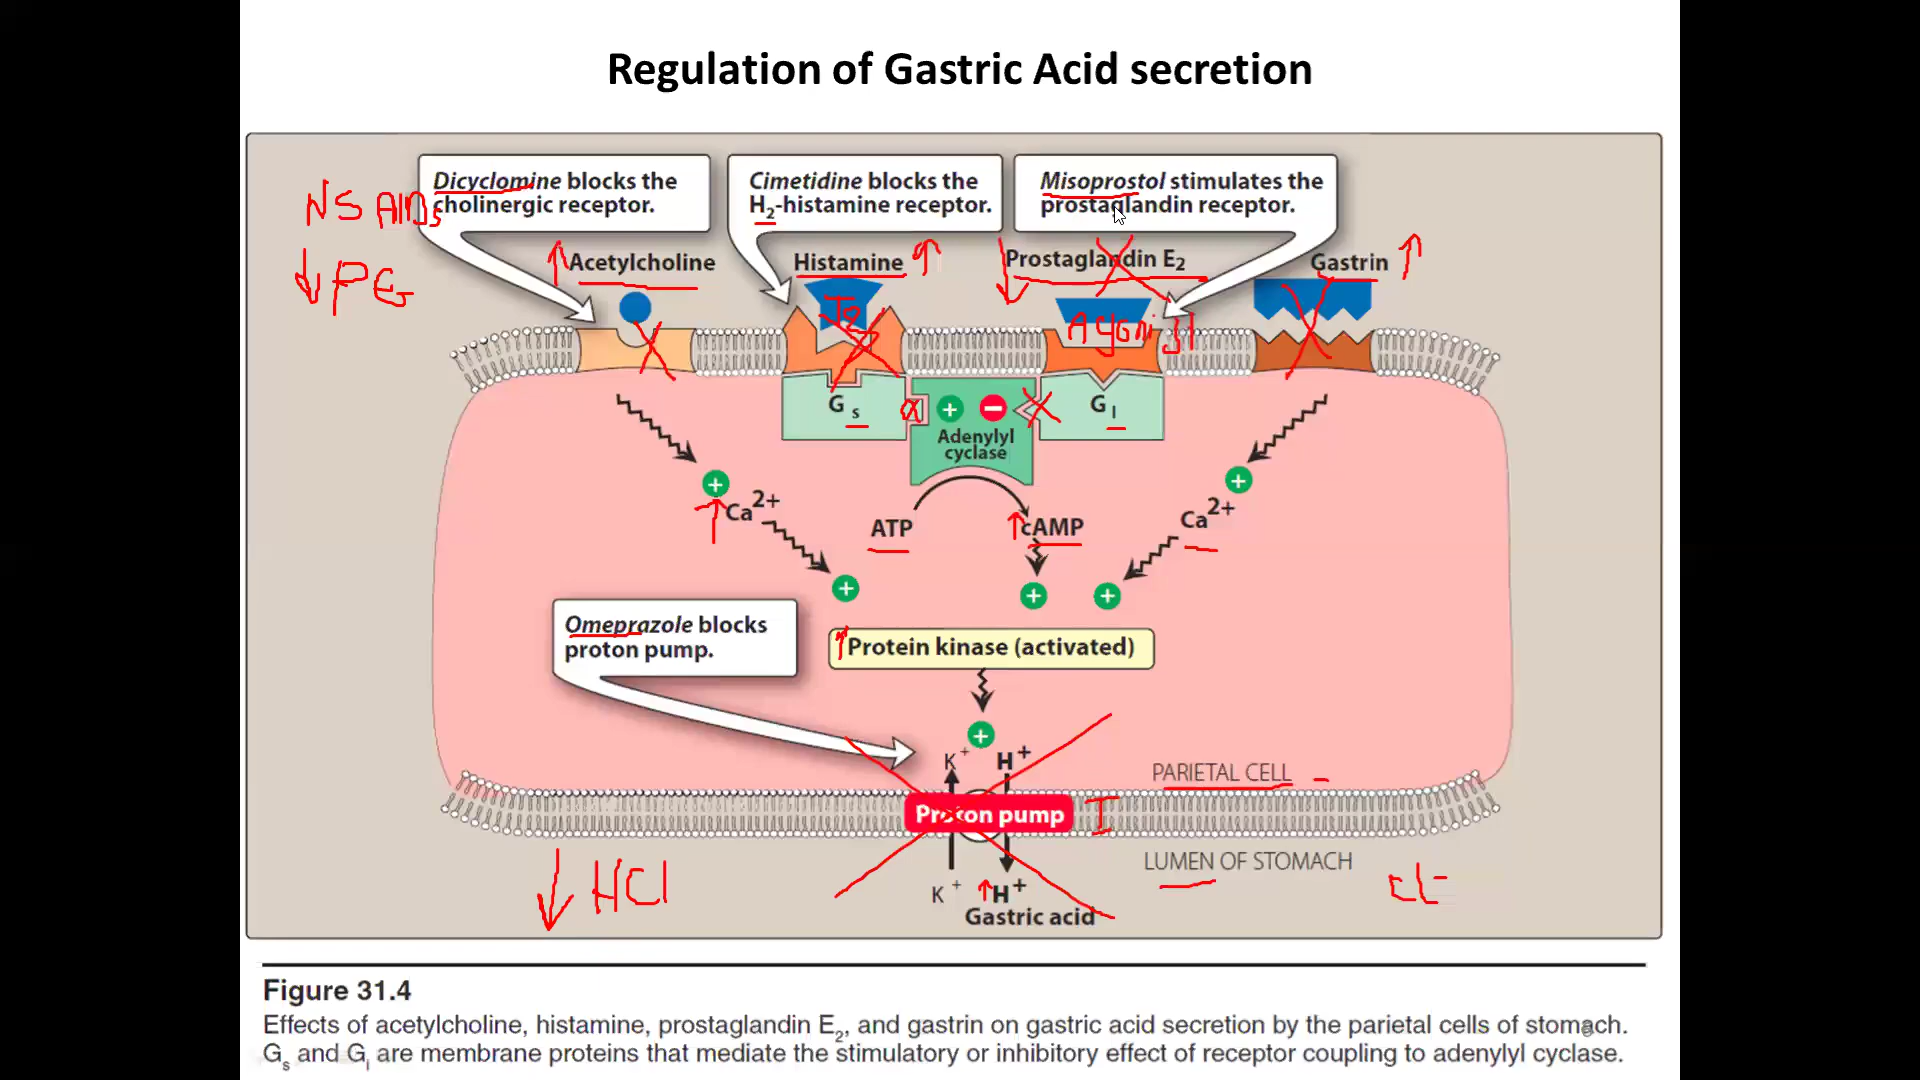 Regulation of Gastric Acid secretion
Dicyclomine blocks the
cholinergic receptor.
Cimetidine blocks the
H2-histamine receptor.
Misoprostol stimulates the
prostaglandin receptor.
NSAIDs
↓ PG
↑ Acetylcholine
Histamine ↑
↓ Prostaglandin E2
Gastrin ↑
Gs
α
+
−
Adenylyl
cyclase
GI
+
↑ Ca2+
ATP
↑ cAMP
+
Ca2+
+
+
+
Omeprazole blocks
proton pump.
↑ Protein kinase (activated)
+
K+
H+
PARIETAL CELL
Proton pump
LUMEN OF STOMACH
↓ HCl
K+
↑ H+
Gastric acid
Figure 31.4
Effects of acetylcholine, histamine, prostaglandin E2, and gastrin on gastric acid secretion by the parietal cells of stomach.
Gs and GI are membrane proteins that mediate the stimulatory or inhibitory effect of receptor coupling to adenylyl cyclase.